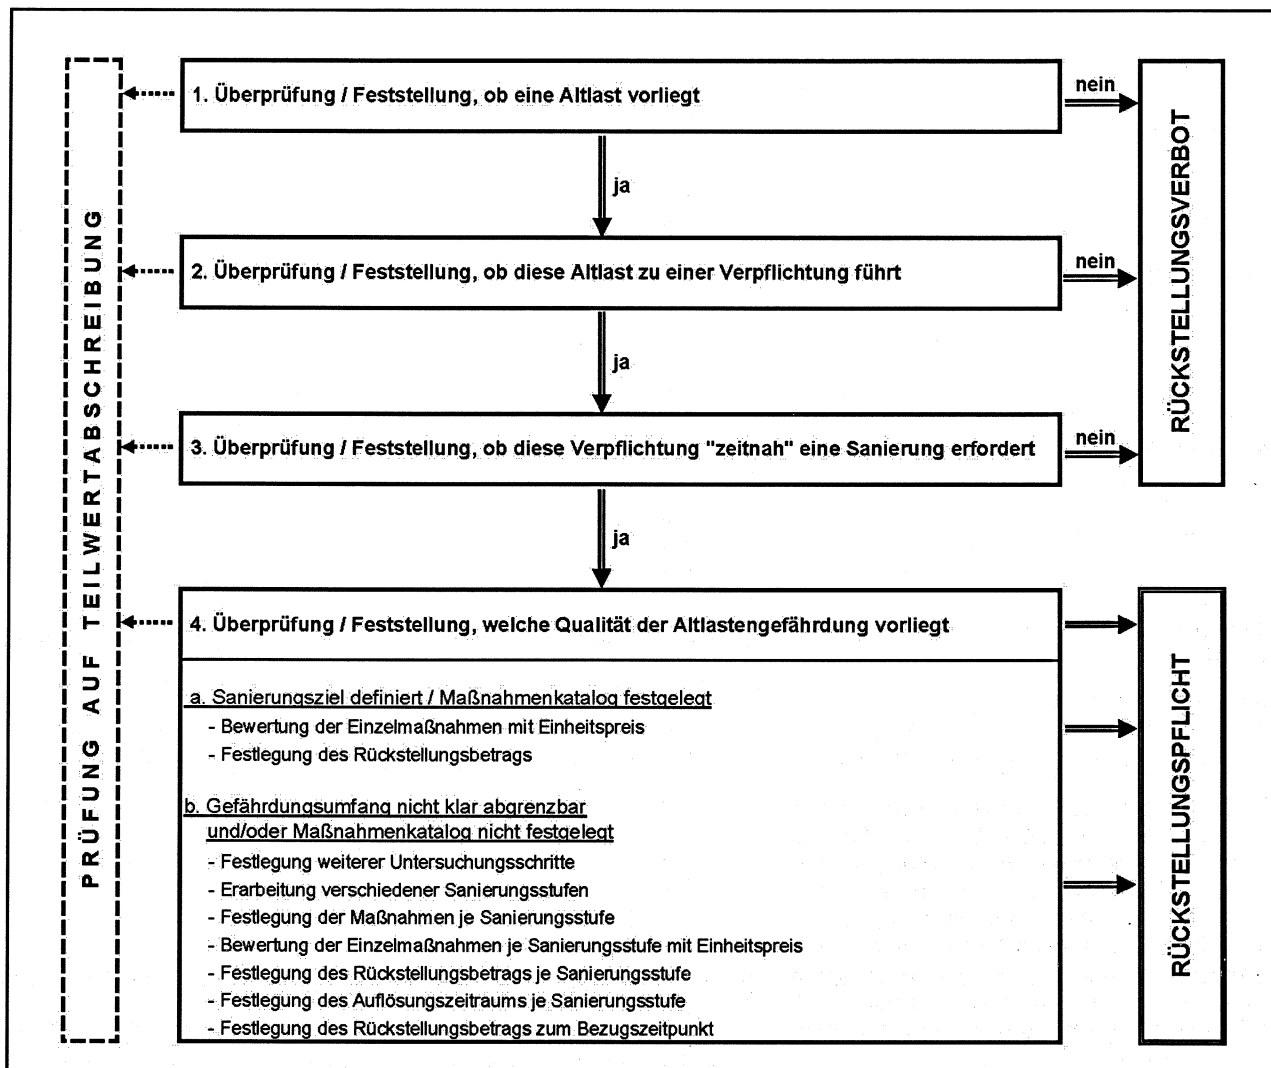 PRÜFUNG AUF TEILWERTABSCHREIBUNG
1. Überprüfung / Feststellung, ob eine Altlast vorliegt
nein
ja
2. Überprüfung / Feststellung, ob diese Altlast zu einer Verpflichtung führt
nein
ja
3. Überprüfung / Feststellung, ob diese Verpflichtung "zeitnah" eine Sanierung erfordert
nein
RÜCKSTELLUNGSVERBOT
ja
4. Überprüfung / Feststellung, welche Qualität der Altlastengefährdung vorliegt
a. Sanierungsziel definiert / Maßnahmenkatalog festgelegt
- Bewertung der Einzelmaßnahmen mit Einheitspreis
- Festlegung des Rückstellungsbetrags
b. Gefährdungsumfang nicht klar abgrenzbar
und/oder Maßnahmenkatalog nicht festgelegt
- Festlegung weiterer Untersuchungsschritte
- Erarbeitung verschiedener Sanierungsstufen
- Festlegung der Maßnahmen je Sanierungsstufe
- Bewertung der Einzelmaßnahmen je Sanierungsstufe mit Einheitspreis
- Festlegung des Rückstellungsbetrags je Sanierungsstufe
- Festlegung des Auflösungszeitraums je Sanierungsstufe
- Festlegung des Rückstellungsbetrags zum Bezugszeitpunkt
RÜCKSTELLUNGSPFLICHT